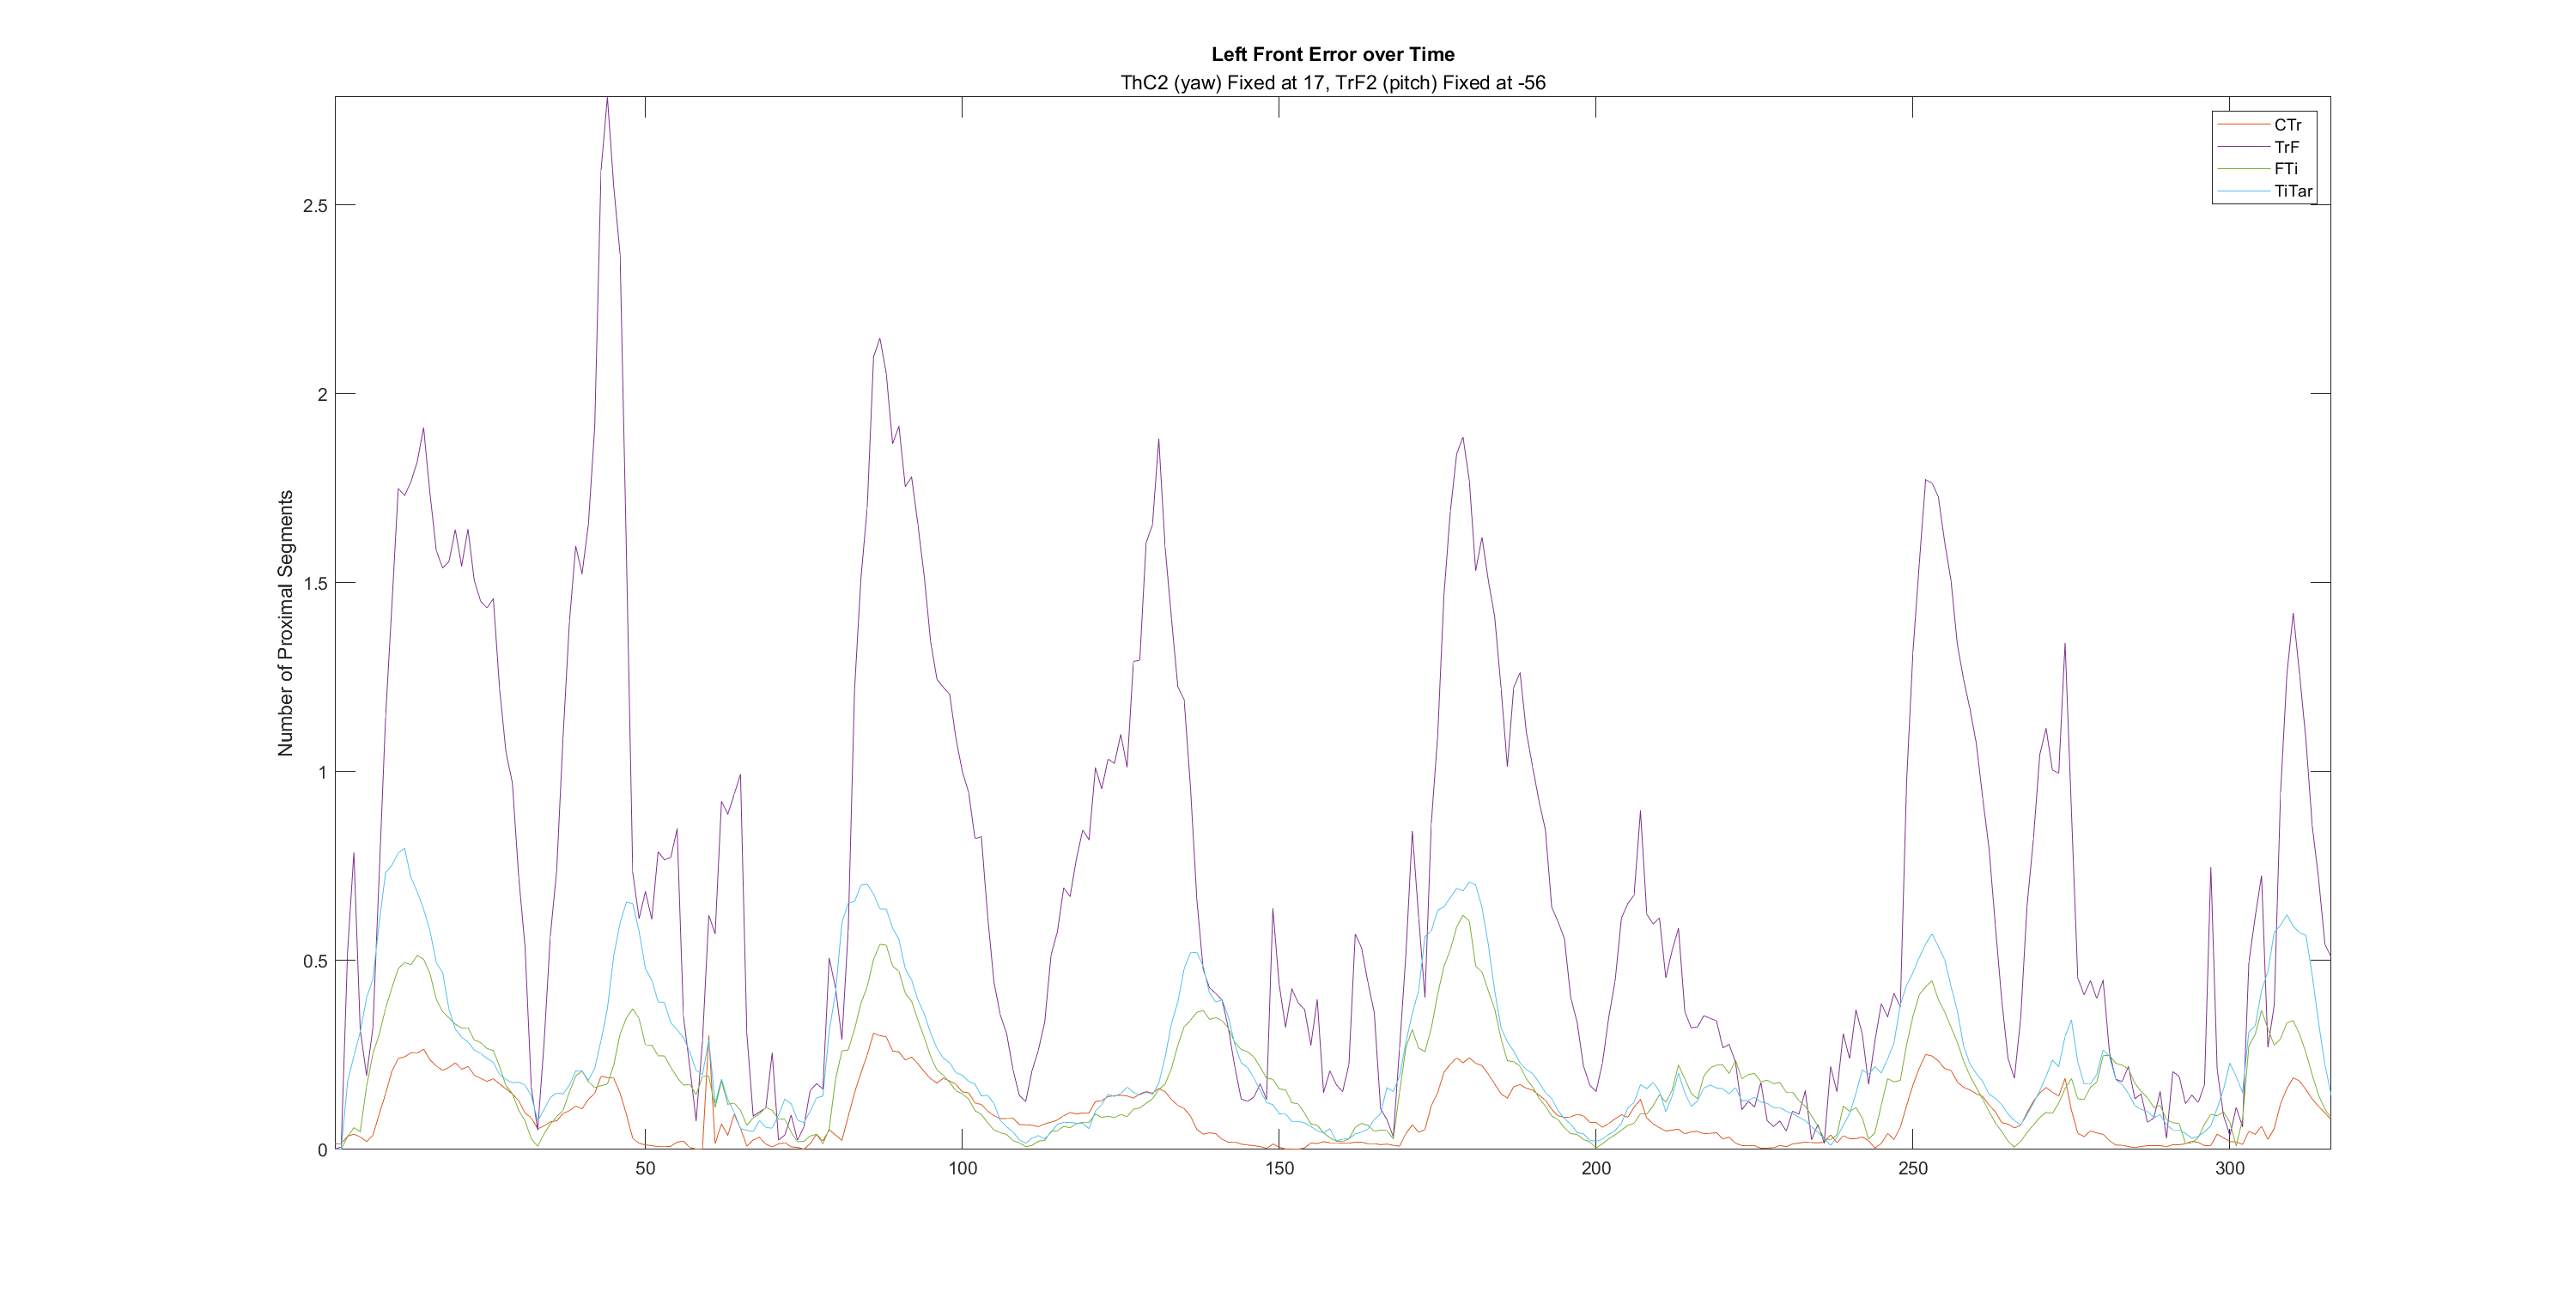 Left Front Error over Time
ThC2 (yaw) Fixed at 17, TrF2 (pitch) Fixed at -56
CTr
TrF
FTi
TiTar
Number of Proximal Segments
2.5
2
1.5
1
0.5
0
50 100 150 200 250 300